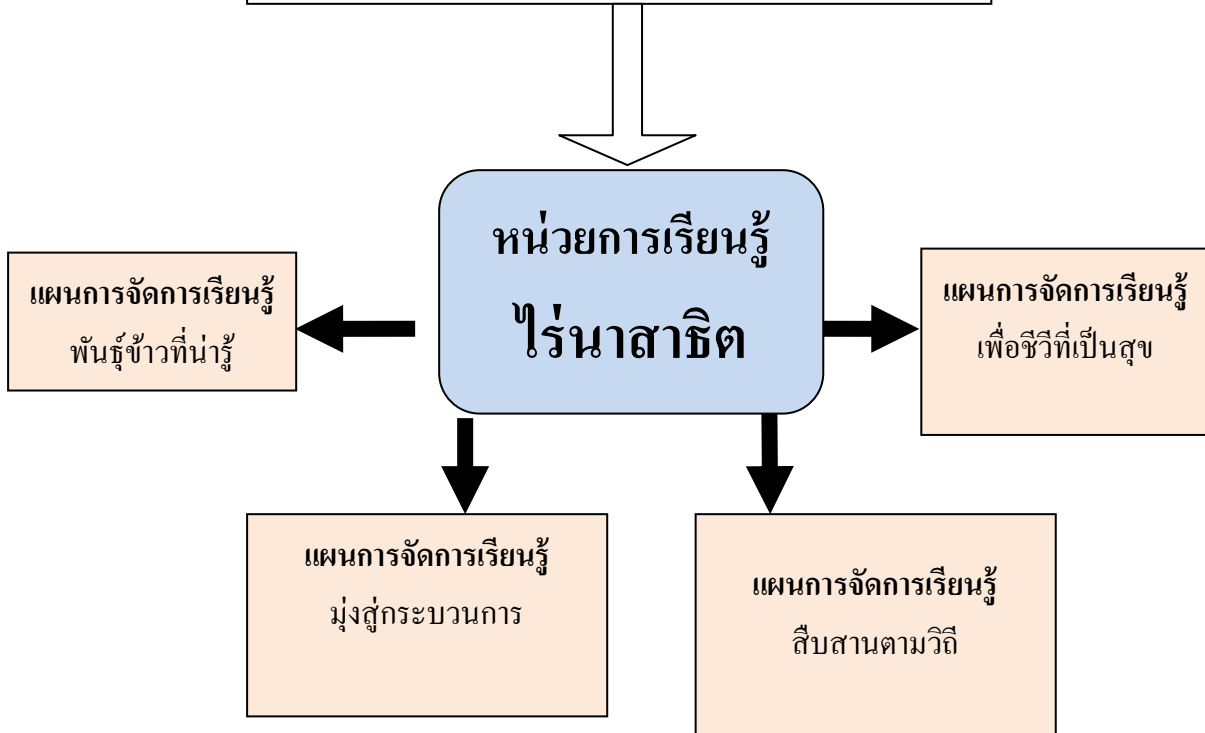 หน่วยการเรียนรู้
ไร่นาสาธิต
แผนการจัดการเรียนรู้
พันธุ์ข้าวที่น่ารู้
แผนการจัดการเรียนรู้
เพื่อชีวีที่เป็นสุข
แผนการจัดการเรียนรู้
มุ่งสู่กระบวนการ
แผนการจัดการเรียนรู้
สืบสานตามวิถี